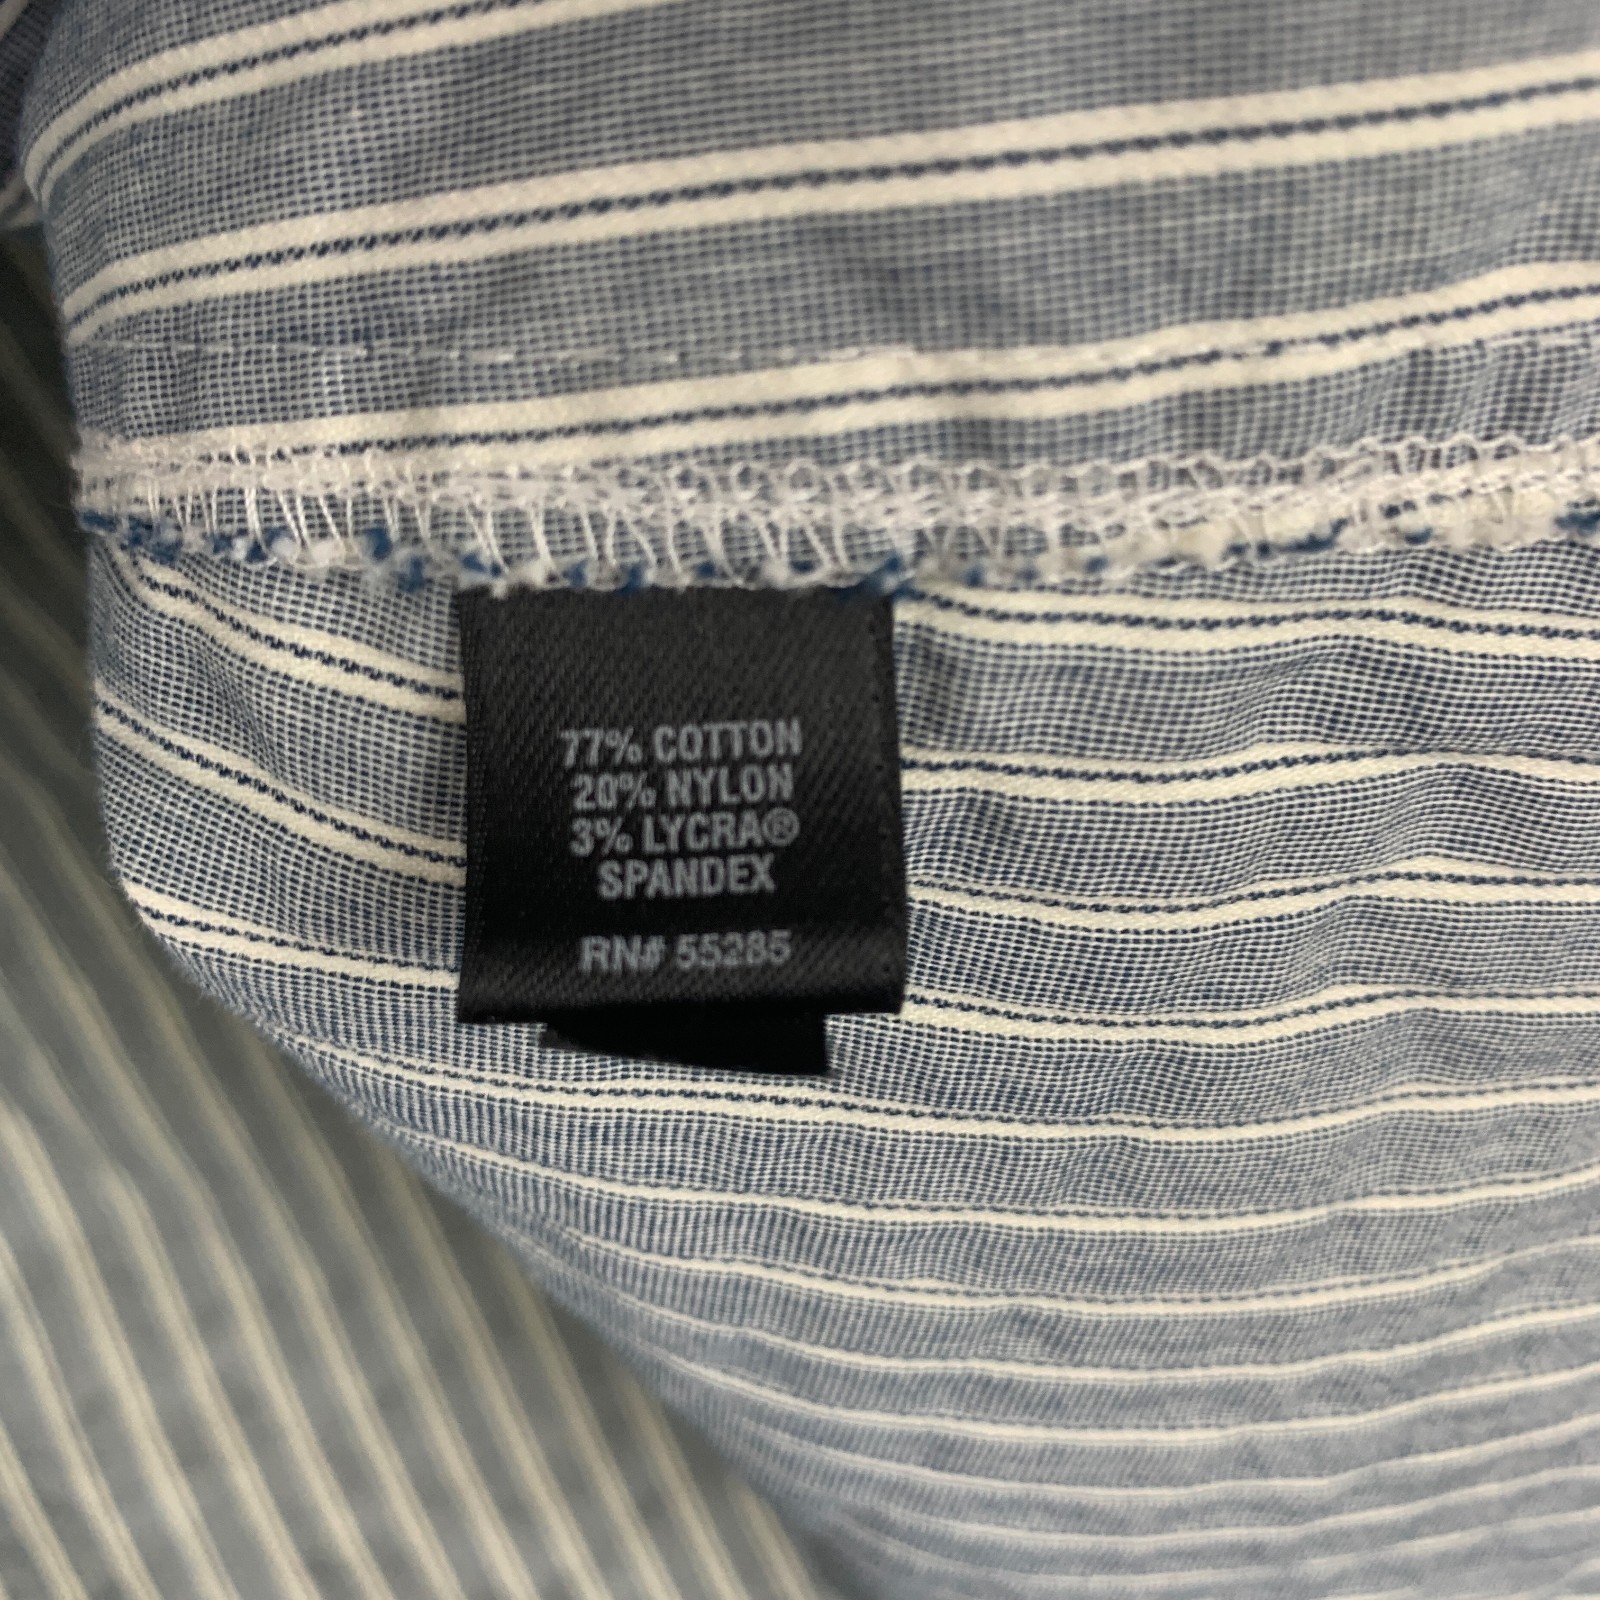 77% COTTON
20% NYLON
3% LYCRA®
SPANDEX
RN# 55285